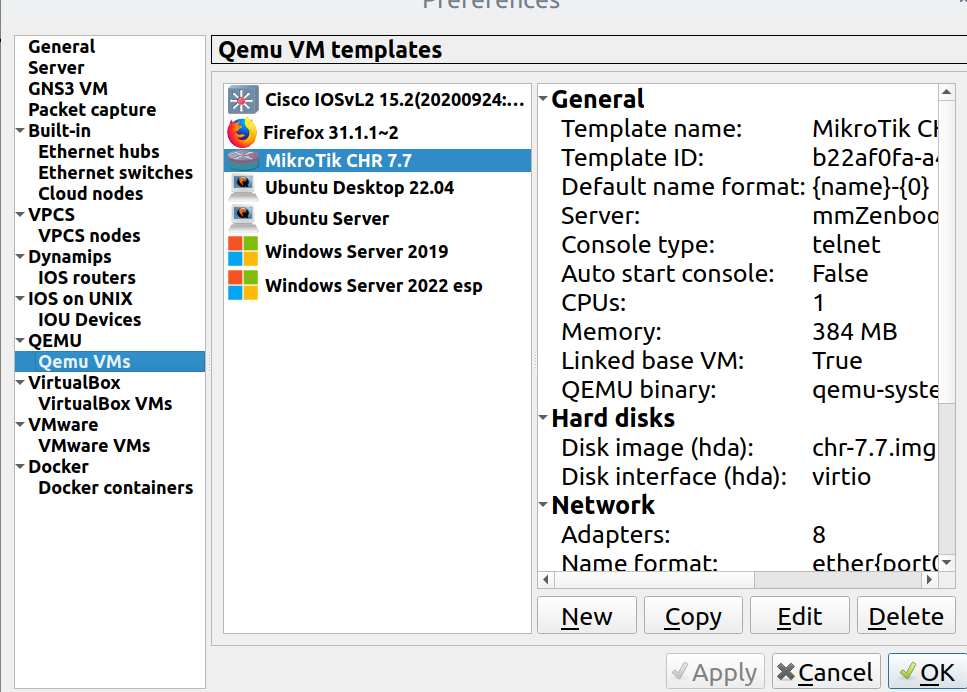 Preferences
General
Server
GNS3 VM
Packet capture
Built-in
Ethernet hubs
Ethernet switches
Cloud nodes
VPCS
VPCS nodes
Dynamips
IOS routers
IOS on UNIX
IOU Devices
QEMU
Qemu VMs
VirtualBox
VirtualBox VMs
VMware
VMware VMs
Docker
Docker containers
Qemu VM templates
Cisco IOSvL2 15.2(20200924:...
Firefox 31.1.1~2
MikroTik CHR 7.7
Ubuntu Desktop 22.04
Ubuntu Server
Windows Server 2019
Windows Server 2022 esp
General
Template name: MikroTik CH
Template ID: b22af0fa-a4
Default name format: {name}-{0}
Server: mmZenboo
Console type: telnet
Auto start console: False
CPUs: 1
Memory: 384 MB
Linked base VM: True
QEMU binary: qemu-syste
Hard disks
Disk image (hda): chr-7.7.img
Disk interface (hda): virtio
Network
Adapters: 8
Name format: ether{port0
New Copy Edit Delete
Apply Cancel OK